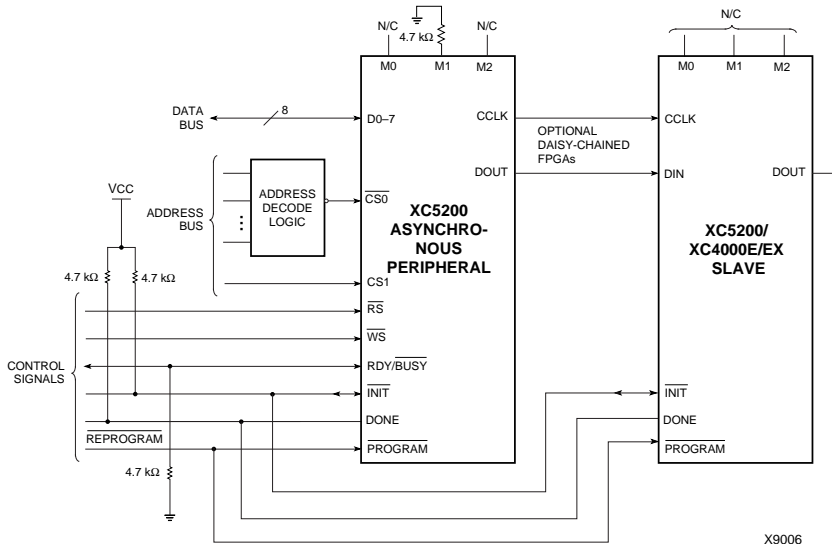 N/C
4.7 kΩ
N/C
N/C
M0
M1
M2
M0
M1
M2
DATA
BUS
8
D0–7
CCLK
OPTIONAL
DAISY-CHAINED
FPGAs
CCLK
DOUT
DIN
DOUT
VCC
ADDRESS
BUS
ADDRESS
DECODE
LOGIC
CS0
XC5200
ASYNCHRO-
NOUS
PERIPHERAL
XC5200/
XC4000E/EX
SLAVE
4.7 kΩ
4.7 kΩ
CS1
RS
WS
CONTROL
SIGNALS
RDY/BUSY
INIT
INIT
DONE
DONE
REPROGRAM
PROGRAM
PROGRAM
4.7 kΩ
X9006